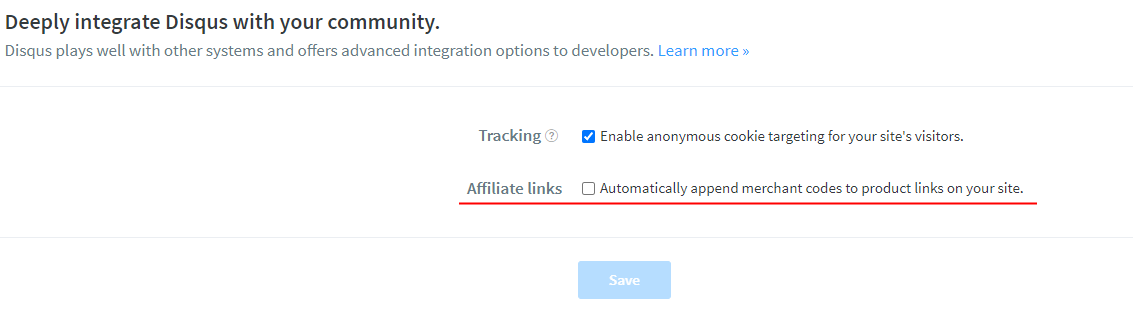 Deeply integrate Disqus with your community.
Disqus plays well with other systems and offers advanced integration options to developers. Learn more »
Tracking ? Enable anonymous cookie targeting for your site's visitors.
Affiliate links Automatically append merchant codes to product links on your site.
Save